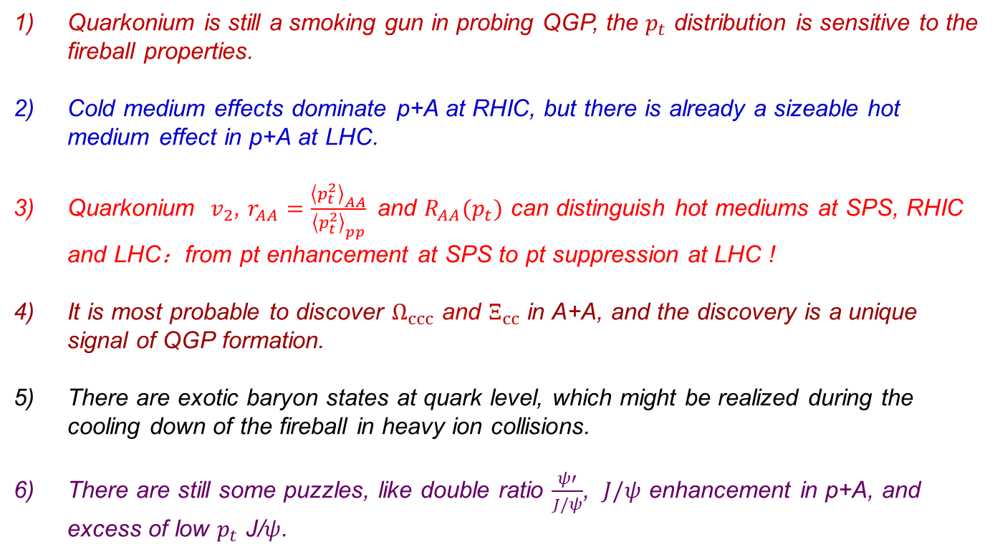 1) Quarkonium is still a smoking gun in probing QGP, the $p_t$ distribution is sensitive to the
fireball properties.
2) Cold medium effects dominate p+A at RHIC, but there is already a sizeable hot
medium effect in p+A at LHC.
3) Quarkonium $v_2$, $r_{AA} = \frac{\langle p_t^2 \rangle_{AA}}{\langle p_t^2 \rangle_{pp}}$ and $R_{AA}(p_t)$ can distinguish hot mediums at SPS, RHIC
and LHC：from pt enhancement at SPS to pt suppression at LHC !
4) It is most probable to discover $\Omega_{ccc}$ and $\Xi_{cc}$ in A+A, and the discovery is a unique
signal of QGP formation.
5) There are exotic baryon states at quark level, which might be realized during the
cooling down of the fireball in heavy ion collisions.
6) There are still some puzzles, like double ratio $\frac{\psi\prime}{J/\psi}$, $J/\psi$ enhancement in p+A, and
excess of low $p_t$ J/ψ.